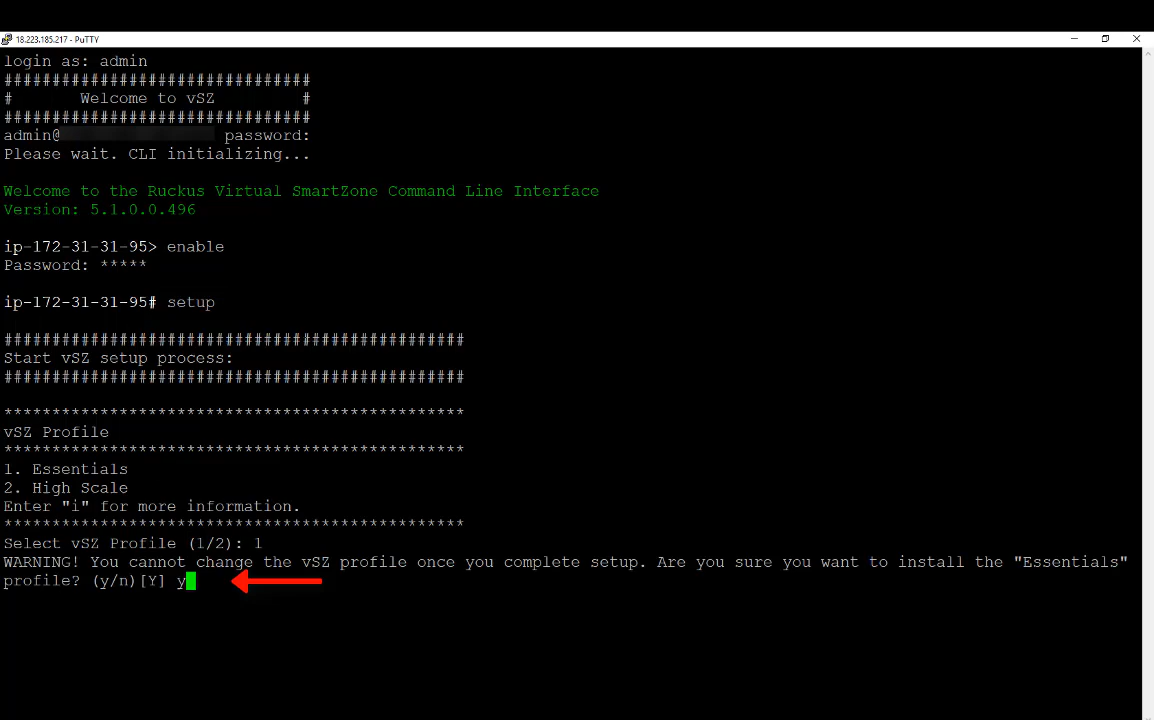 18.223.185.217 - PuTTY
login as: admin
################################
# Welcome to vSZ #
################################
admin@ password:
Please wait. CLI initializing...
Welcome to the Ruckus Virtual SmartZone Command Line Interface
Version: 5.1.0.0.496
ip-172-31-31-95> enable
Password: *****
ip-172-31-31-95# setup
################################################
Start vSZ setup process:
################################################
************************************************
vSZ Profile
************************************************
1. Essentials
2. High Scale
Enter "i" for more information.
************************************************
Select vSZ Profile (1/2): 1
WARNING! You cannot change the vSZ profile once you complete setup. Are you sure you want to install the "Essentials"
profile? (y/n)[Y] y